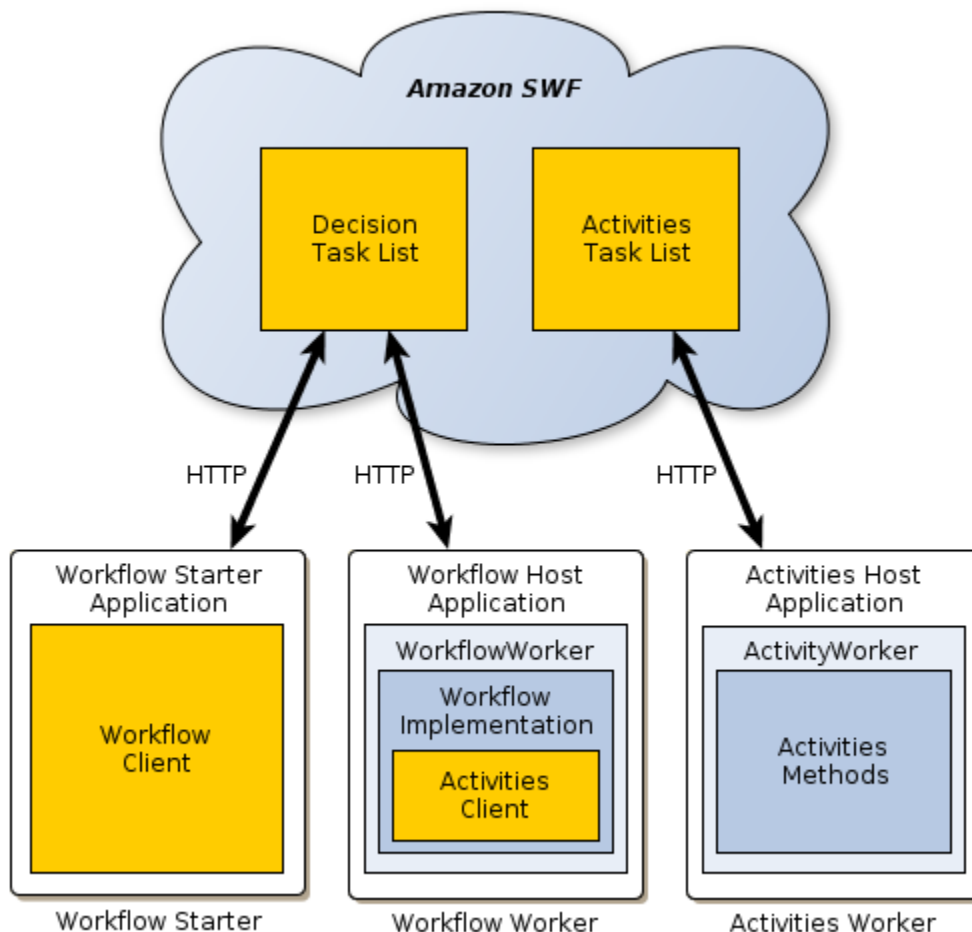 Amazon SWF
Decision
Task List
Activities
Task List
HTTP
HTTP
HTTP
Workflow Starter
Application
Workflow
Client
Workflow Starter
Workflow Host
Application
WorkflowWorker
Workflow
Implementation
Activities
Client
Workflow Worker
Activities Host
Application
ActivityWorker
Activities
Methods
Activities Worker